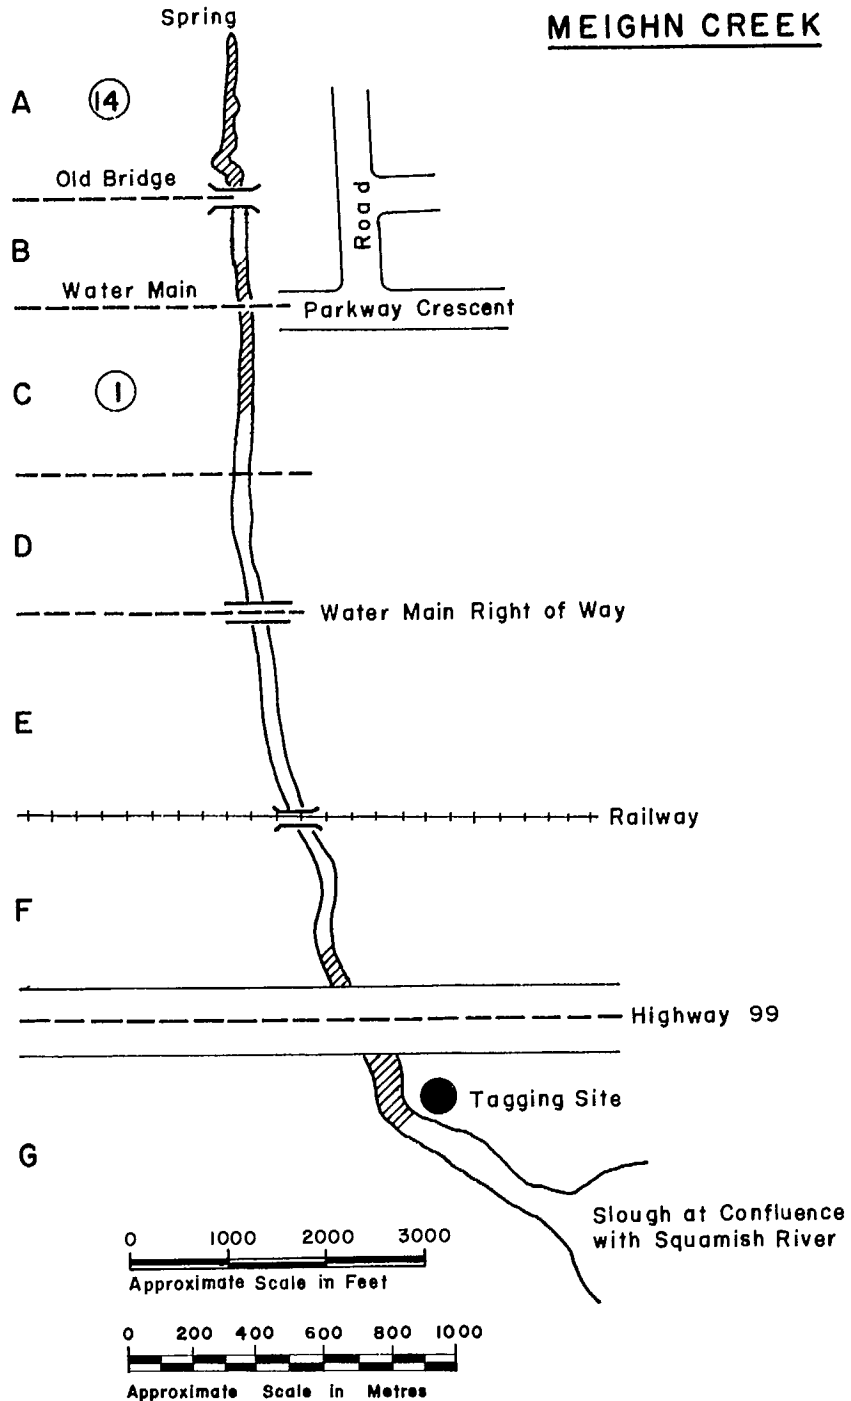 MEIGHN CREEK
Spring
A
14
Old Bridge
Road
B
Water Main
Parkway Crescent
C
1
D
Water Main Right of Way
E
Railway
F
Highway 99
Tagging Site
G
Slough at Confluence
with Squamish River
0 1000 2000 3000
Approximate Scale in Feet
0 200 400 600 800 1000
Approximate Scale in Metres